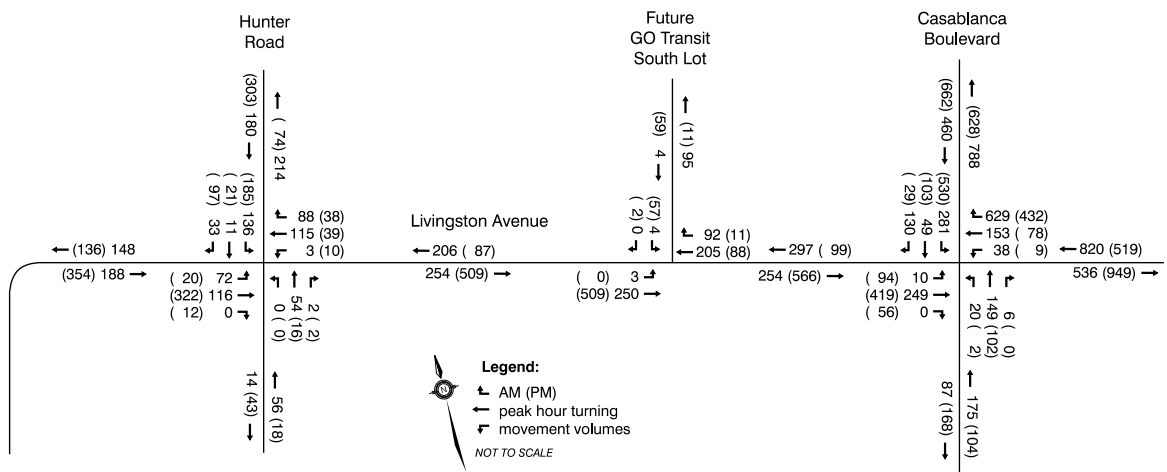 Hunter
Road
Future
GO Transit
South Lot
Casablanca
Boulevard
(303) 180
( 74) 214
(185) 136
( 21) 11
( 97) 33
88 (38)
115 (39)
3 (10)
(136) 148
(354) 188
( 20) 72
(322) 116
( 12) 0
0 ( 0)
54 (16)
2 ( 2)
14 (43)
56 (18)
Livingston Avenue
206 ( 87)
254 (509)
(59) 4
(11) 95
(57) 4
( 2) 0
92 (11)
205 (88)
( 0) 3
(509) 250
297 ( 99)
254 (566)
(662) 460
(628) 788
(530) 281
(103) 49
( 29) 130
629 (432)
153 ( 78)
38 ( 9)
820 (519)
536 (949)
( 94) 10
(419) 249
( 56) 0
20 ( 2)
149 (102)
6 ( 0)
87 (168)
175 (104)
N
Legend:
AM (PM)
peak hour turning
movement volumes
NOT TO SCALE